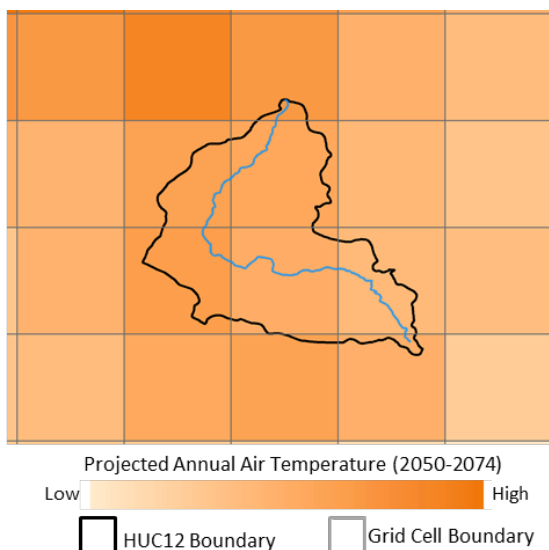 Projected Annual Air Temperature (2050-2074)
Low High
HUC12 Boundary Grid Cell Boundary